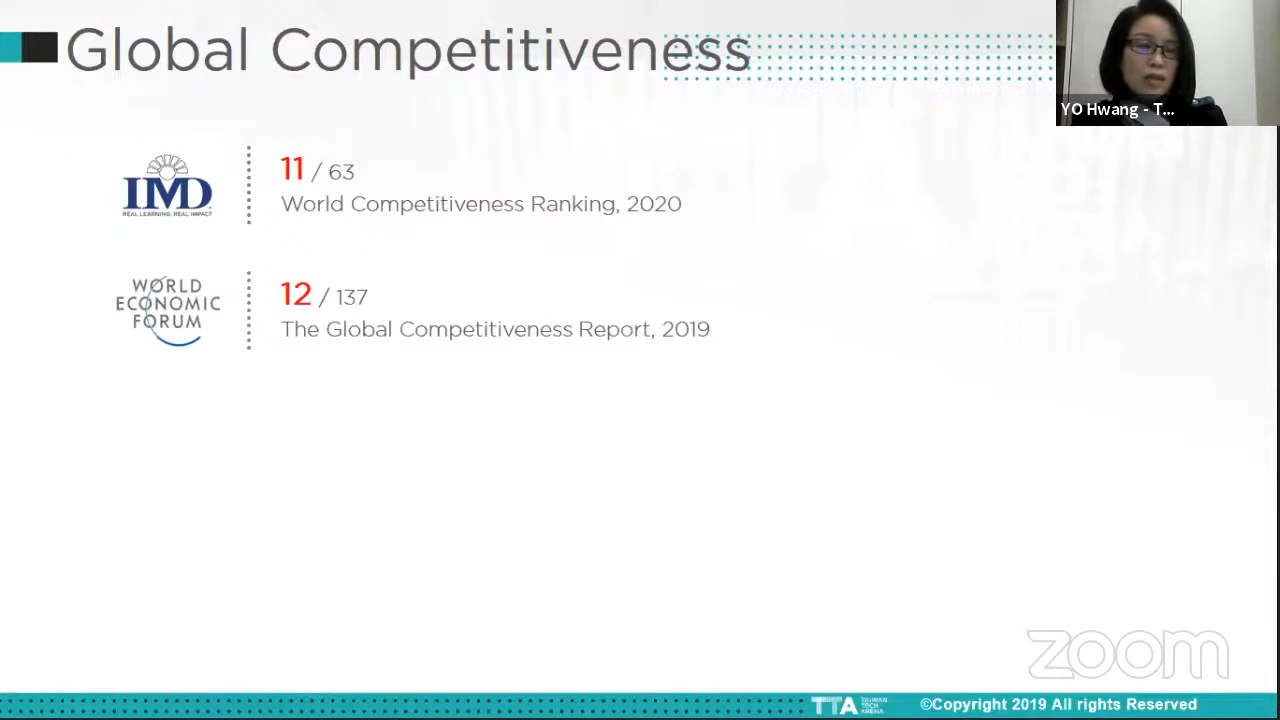 Global Competitiveness
YO Hwang - T...
IMD
REAL LEARNING. REAL IMPACT
11 / 63
World Competitiveness Ranking, 2020
WORLD
ECONOMIC
FORUM
12 / 137
The Global Competitiveness Report, 2019
zoom
TTA TAIWAN
TECH
ARENA
©Copyright 2019 All rights Reserved